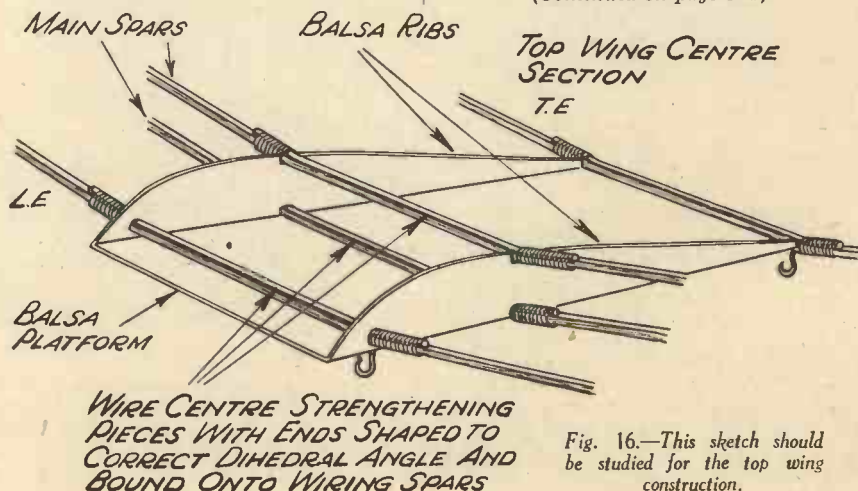 MAIN SPARS
BALSA RIBS
TOP WING CENTRE
SECTION
T.E
L.E
BALSA
PLATFORM
WIRE CENTRE STRENGTHENING
PIECES WITH ENDS SHAPED TO
CORRECT DIHEDRAL ANGLE AND
BOUND ONTO WIRING SPARS
Fig. 16.—This sketch should
be studied for the top wing
construction.